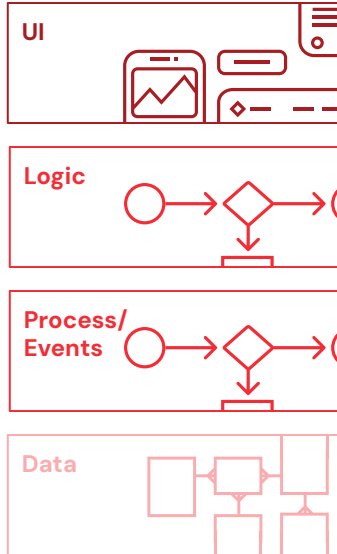 UI
Logic
Process/
Events
Data